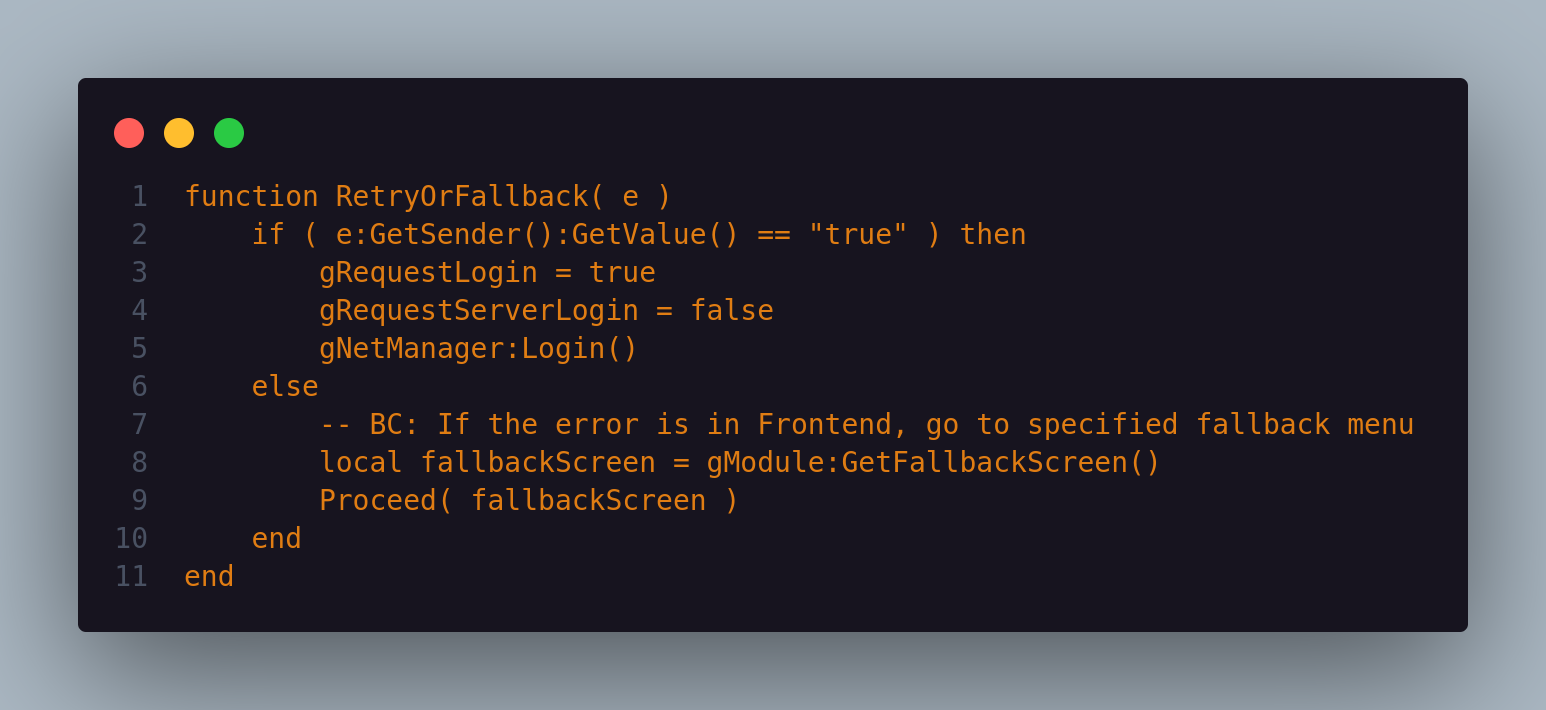 1 function RetryOrFallback( e )
2     if ( e:GetSender():GetValue() == "true" ) then
3         gRequestLogin = true
4         gRequestServerLogin = false
5         gNetManager:Login()
6     else
7         -- BC: If the error is in Frontend, go to specified fallback menu
8         local fallbackScreen = gModule:GetFallbackScreen()
9         Proceed( fallbackScreen )
10     end
11 end